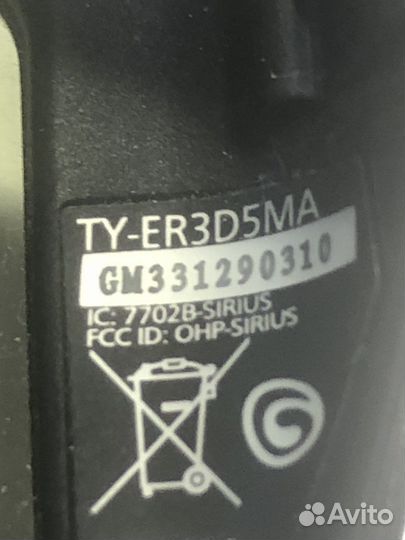 TY-ER3D5MA
GM331290310
IC: 7702B-SIRIUS
FCC ID: OHP-SIRIUS
Avito